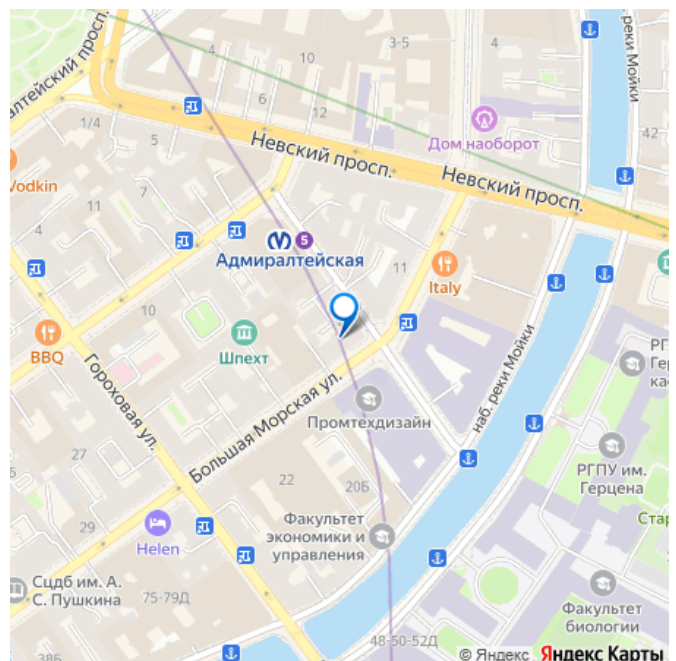 3-5
4
10
4
6
12
1/4
5
42
7
11
4
Невский просп.
Невский просп.
Дом наоборот
Vodkin
5
Адмиралтейская
11
Italy
10
BBQ
Шпехт
Гороховая ул.
Большая Морская ул.
наб. реки Мойки
наб. реки Мойки
Промтехдизайн
РГПУ им.
Герцена
27
22
20Б
29
Helen
Факультет
экономики и
управления
Сцдб им. А.
С. Пушкина
75-79Д
38Б
48-50-52Д
Факультет
биологии
© Яндекс Яндекс Карты